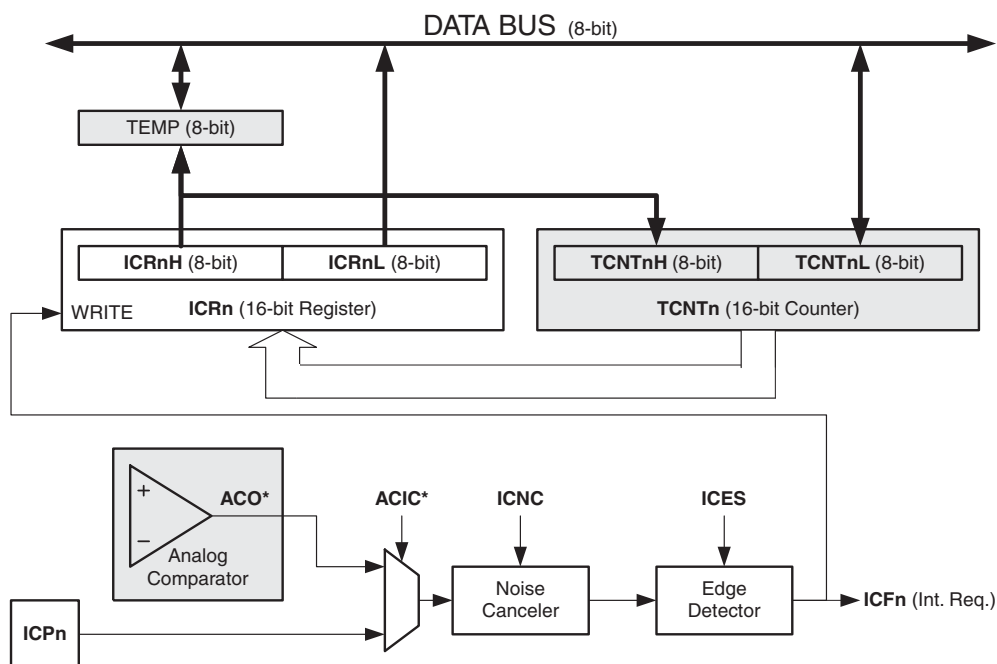 DATA BUS (8-bit)
TEMP (8-bit)
ICRnH (8-bit)
ICRnL (8-bit)
TCNTnH (8-bit)
TCNTnL (8-bit)
WRITE
ICRn (16-bit Register)
TCNTn (16-bit Counter)
+
−
ACO*
Analog
Comparator
ACIC*
ICNC
ICES
Noise
Canceler
Edge
Detector
ICFn (Int. Req.)
ICPn